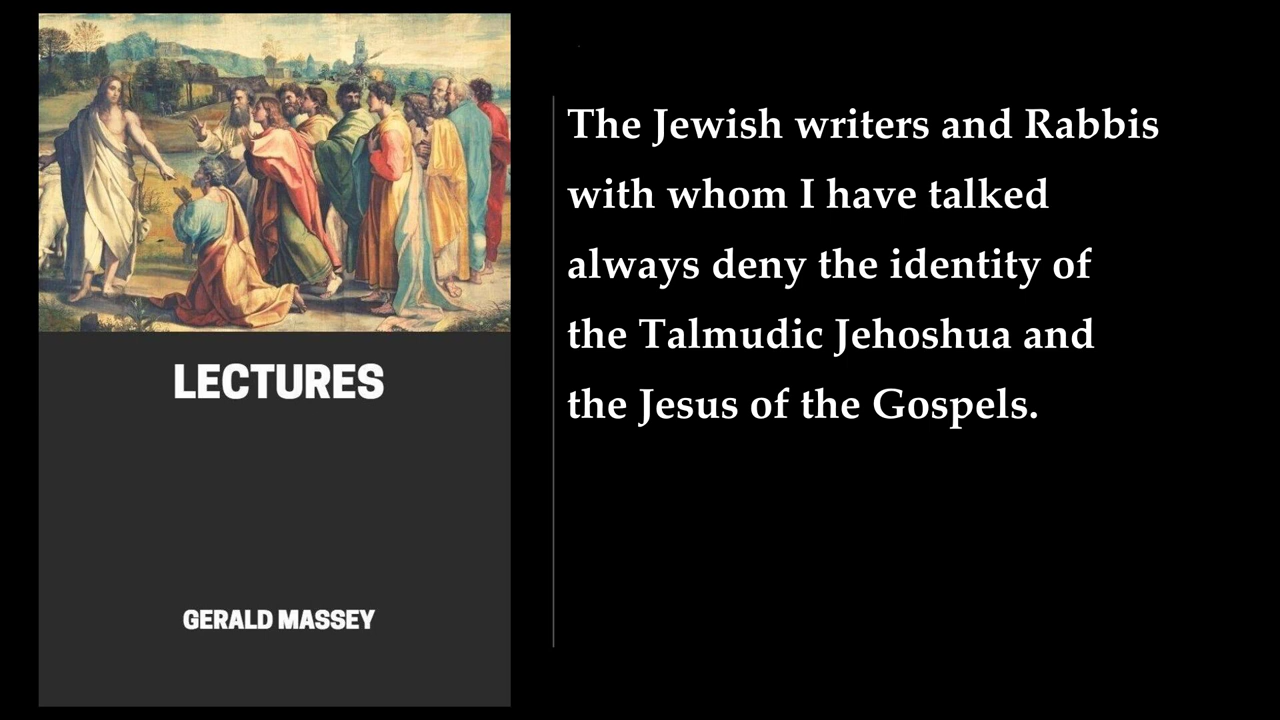 LECTURES
GERALD MASSEY
The Jewish writers and Rabbis
with whom I have talked
always deny the identity of
the Talmudic Jehoshua and
the Jesus of the Gospels.